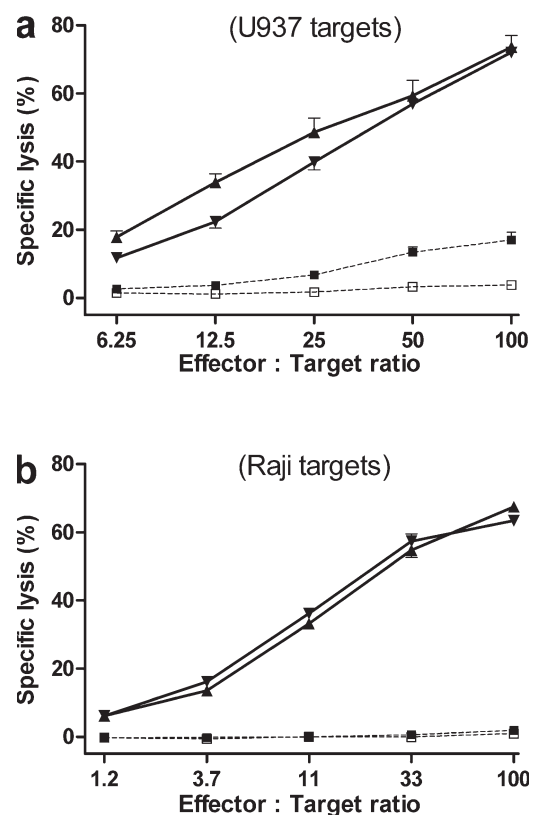 a
(U937 targets)
Specific lysis (%)
80
60
40
20
0
6.25 12.5 25 50 100
Effector : Target ratio
b
(Raji targets)
Specific lysis (%)
80
60
40
20
0
1.2 3.7 11 33 100
Effector : Target ratio